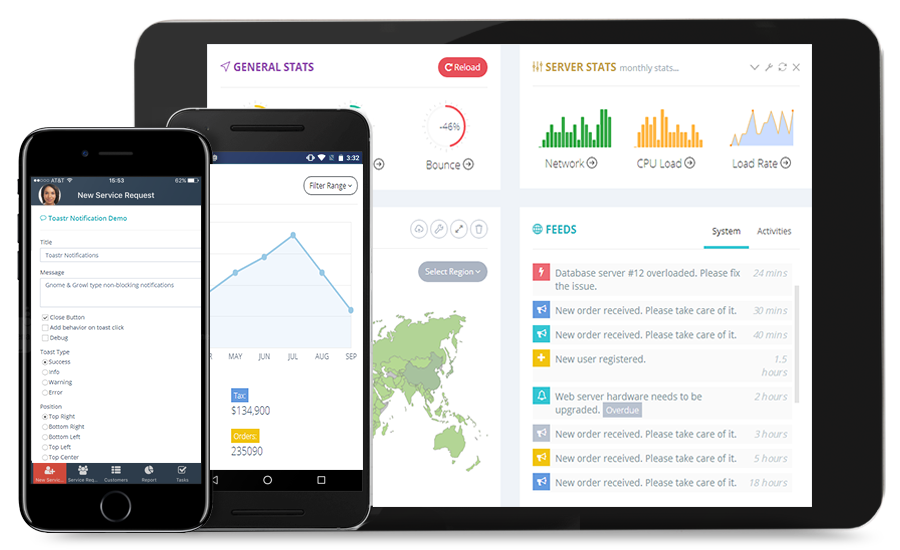 GENERAL STATS
Reload
-46%
Bounce
SERVER STATS monthly stats...
Network
CPU Load
Load Rate
Select Region
FEEDS
System
Activities
Database server #12 overloaded. Please fix
the issue.
24 mins
New order received. Please take care of it.
30 mins
New order received. Please take care of it.
40 mins
New user registered.
1.5
hours
Web server hardware needs to be
upgraded. Overdue
2 hours
New order received. Please take care of it.
3 hours
New order received. Please take care of it.
5 hours
New order received. Please take care of it.
18 hours
3:32
Filter Range
MAY JUN JUL AUG SEP
Tax:
$134,900
Orders:
235090
AT&T
15:53
62%
New Service Request
Toastr Notification Demo
Title
Toastr Notifications
Message
Gnome & Growl type non-blocking notifications
Close Button
Add behavior on toast click
Debug
Toast Type
Success
Info
Warning
Error
Position
Top Right
Bottom Right
Bottom Left
Top Left
Top Center
New Servic...
Service Req...
Customers
Report
Tasks